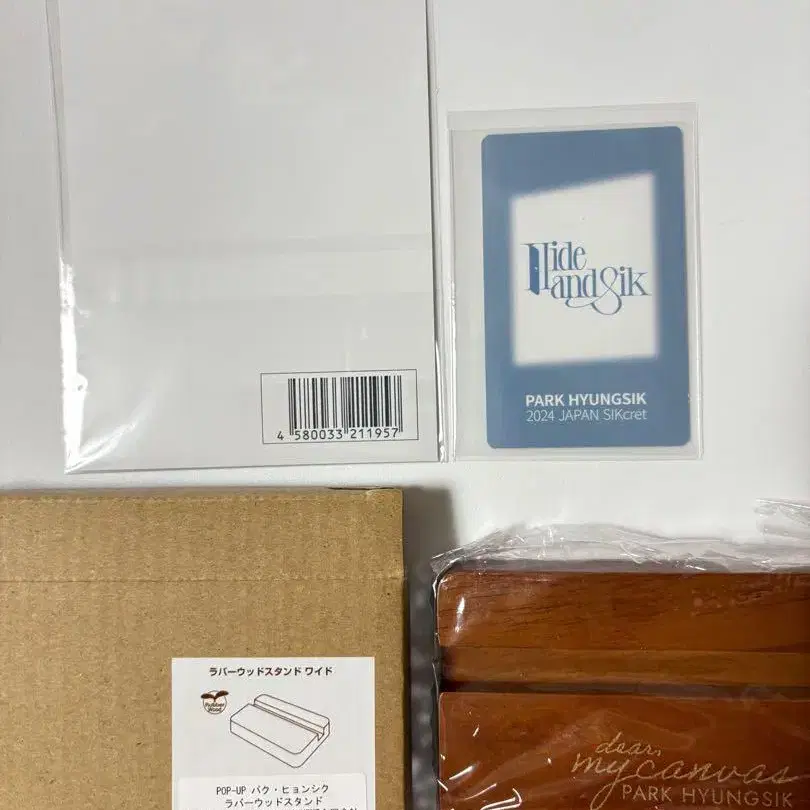 Hide
and Sik
PARK HYUNGSIK
2024 JAPAN SIKcret
4 580033 211957
ラバーウッドスタンド ワイド
Rubber
Wood
POP-UP パク・ヒョンシク
ラバーウッドスタンド
dear,
my canvas
PARK HYUNGSIK